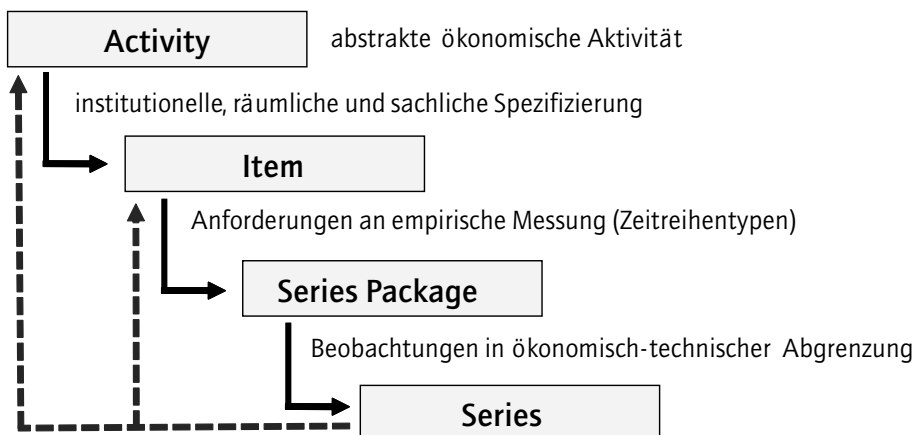 Activity
abstrakte ökonomische Aktivität
institutionelle, räumliche und sachliche Spezifizierung
Item
Anforderungen an empirische Messung (Zeitreihentypen)
Series Package
Beobachtungen in ökonomisch-technischer Abgrenzung
Series